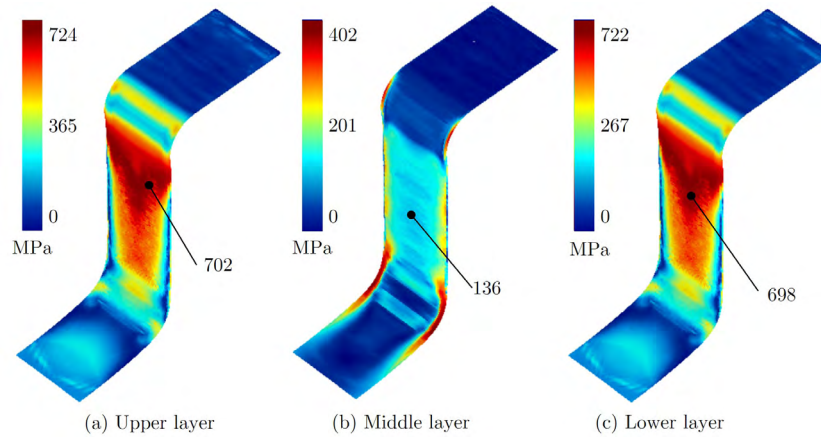 724
365
0
MPa
702
(a) Upper layer
402
201
0
MPa
136
(b) Middle layer
722
267
0
MPa
698
(c) Lower layer